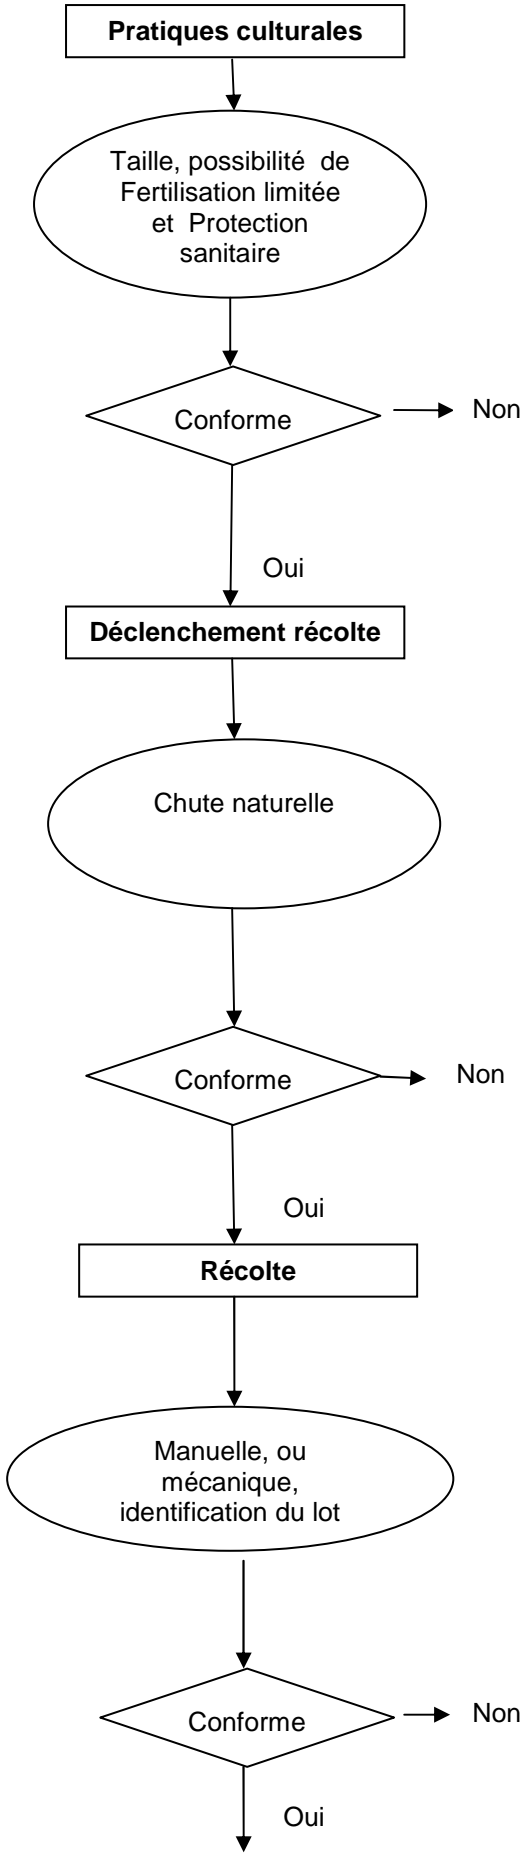 Pratiques culturales
Taille, possibilité de
Fertilisation limitée
et Protection
sanitaire
Conforme
Non
Oui
Déclenchement récolte
Chute naturelle
Conforme
Non
Oui
Récolte
Manuelle, ou
mécanique,
identification du lot
Conforme
Non
Oui